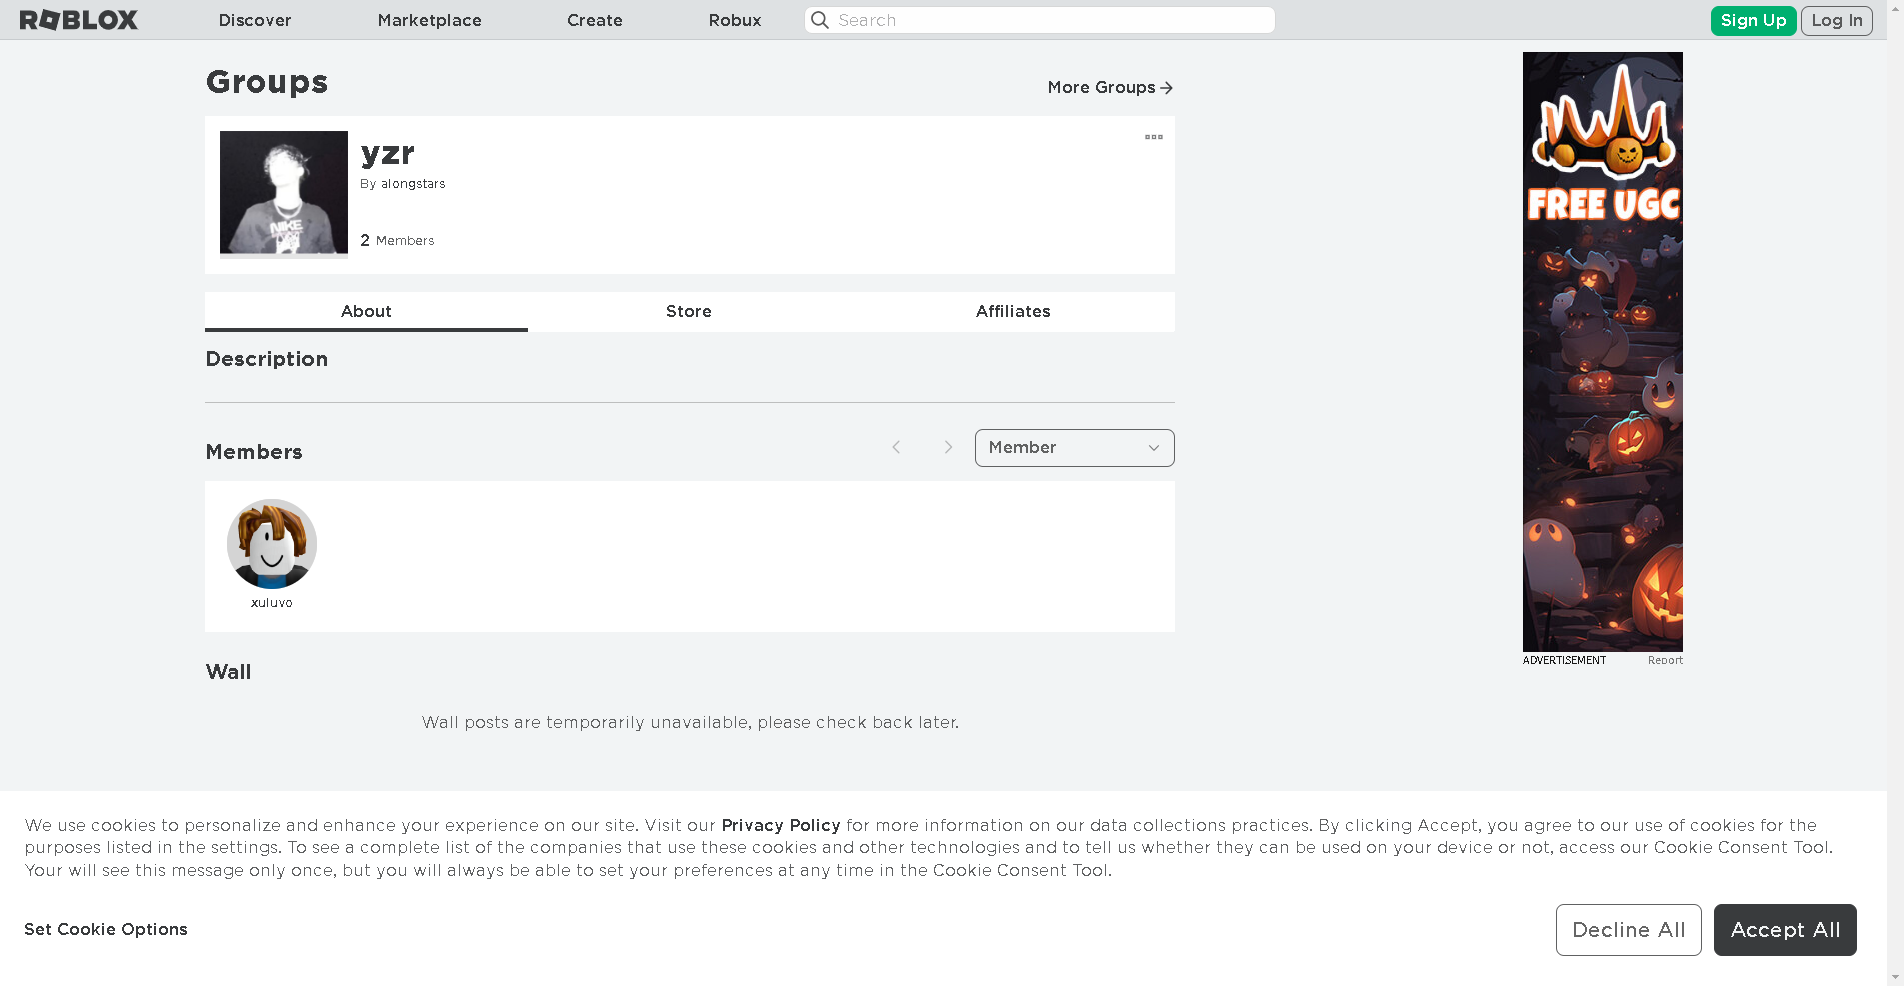 ROBLOX
Discover
Marketplace
Create
Robux
Search
Sign Up
Log In
Groups
More Groups
yzr
By alongstars
2 Members
NIKE
About
Store
Affiliates
Description
Members
Member
xuluvo
Wall
Wall posts are temporarily unavailable, please check back later.
FREE UGC
ADVERTISEMENT
Report
We use cookies to personalize and enhance your experience on our site. Visit our Privacy Policy for more information on our data collections practices. By clicking Accept, you agree to our use of cookies for the
purposes listed in the settings. To see a complete list of the companies that use these cookies and other technologies and to tell us whether they can be used on your device or not, access our Cookie Consent Tool.
Your will see this message only once, but you will always be able to set your preferences at any time in the Cookie Consent Tool.
Set Cookie Options
Decline All
Accept All